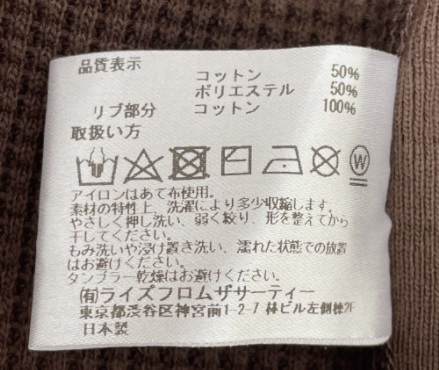 品質表示
コットン 50%
ポリエステル 50%
リブ部分 コットン 100%
取扱い方
W
アイロンはあて布使用。
素材の特性上、洗濯により多少収縮します。
やさしく押し洗い、弱く絞り、形を整えてから
干してください。
もみ洗いや浸け置き洗い、濡れた状態での放置
はお避けください。
タンブラー乾燥はお避けください。
(有)ライズフロムザサーティー
東京都渋谷区神宮前1-2-7 林ビル左側棟2F
日本製